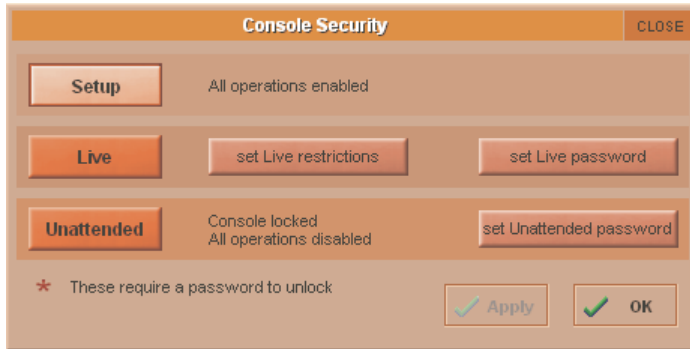 Console Security
CLOSE
Setup
All operations enabled
Live
set Live restrictions
set Live password
Unattended
Console locked
All operations disabled
set Unattended password
* These require a password to unlock
Apply
OK